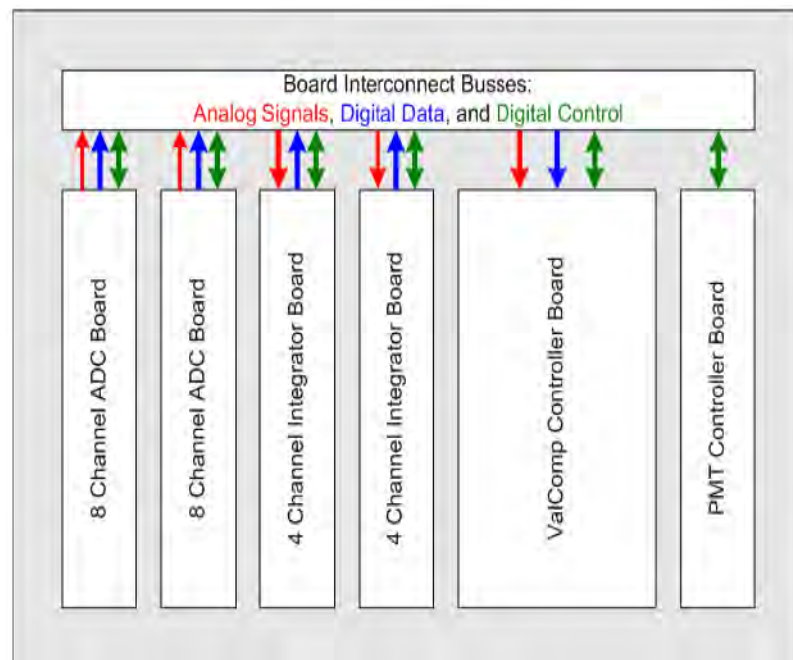 Board Interconnect Busses:
Analog Signals, Digital Data, and Digital Control
8 Channel ADC Board
8 Channel ADC Board
4 Channel Integrator Board
4 Channel Integrator Board
ValComp Controller Board
PMT Controller Board